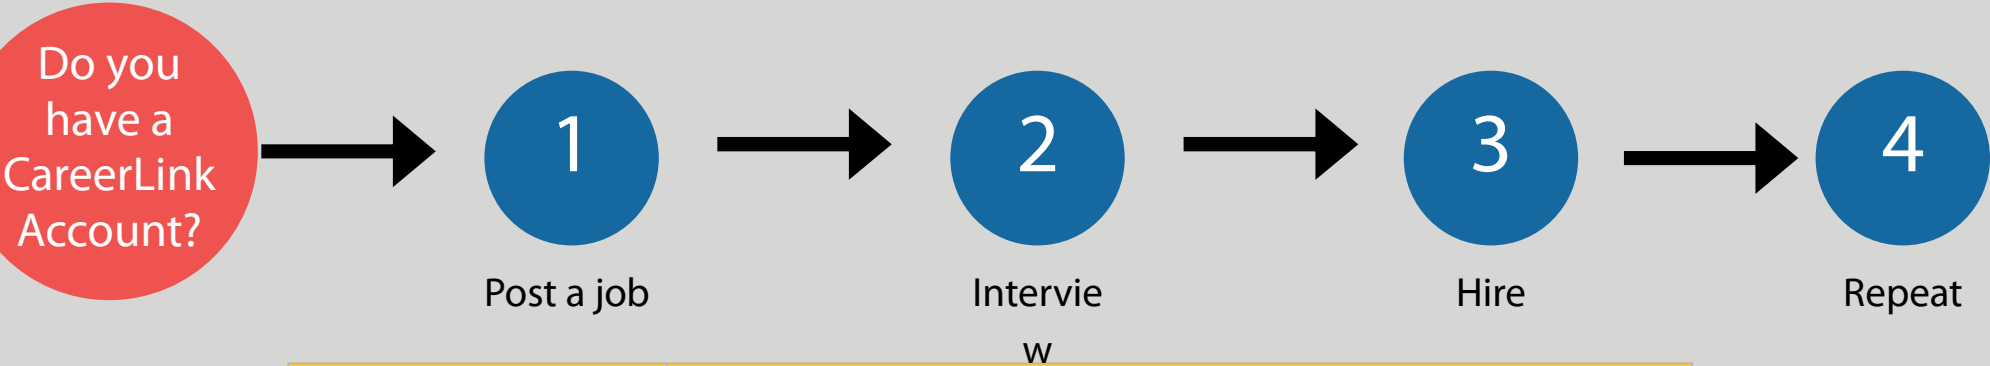 Do you
have a
CareerLink
Account?
1
2
3
4
Post a job
Intervie
w
Hire
Repeat